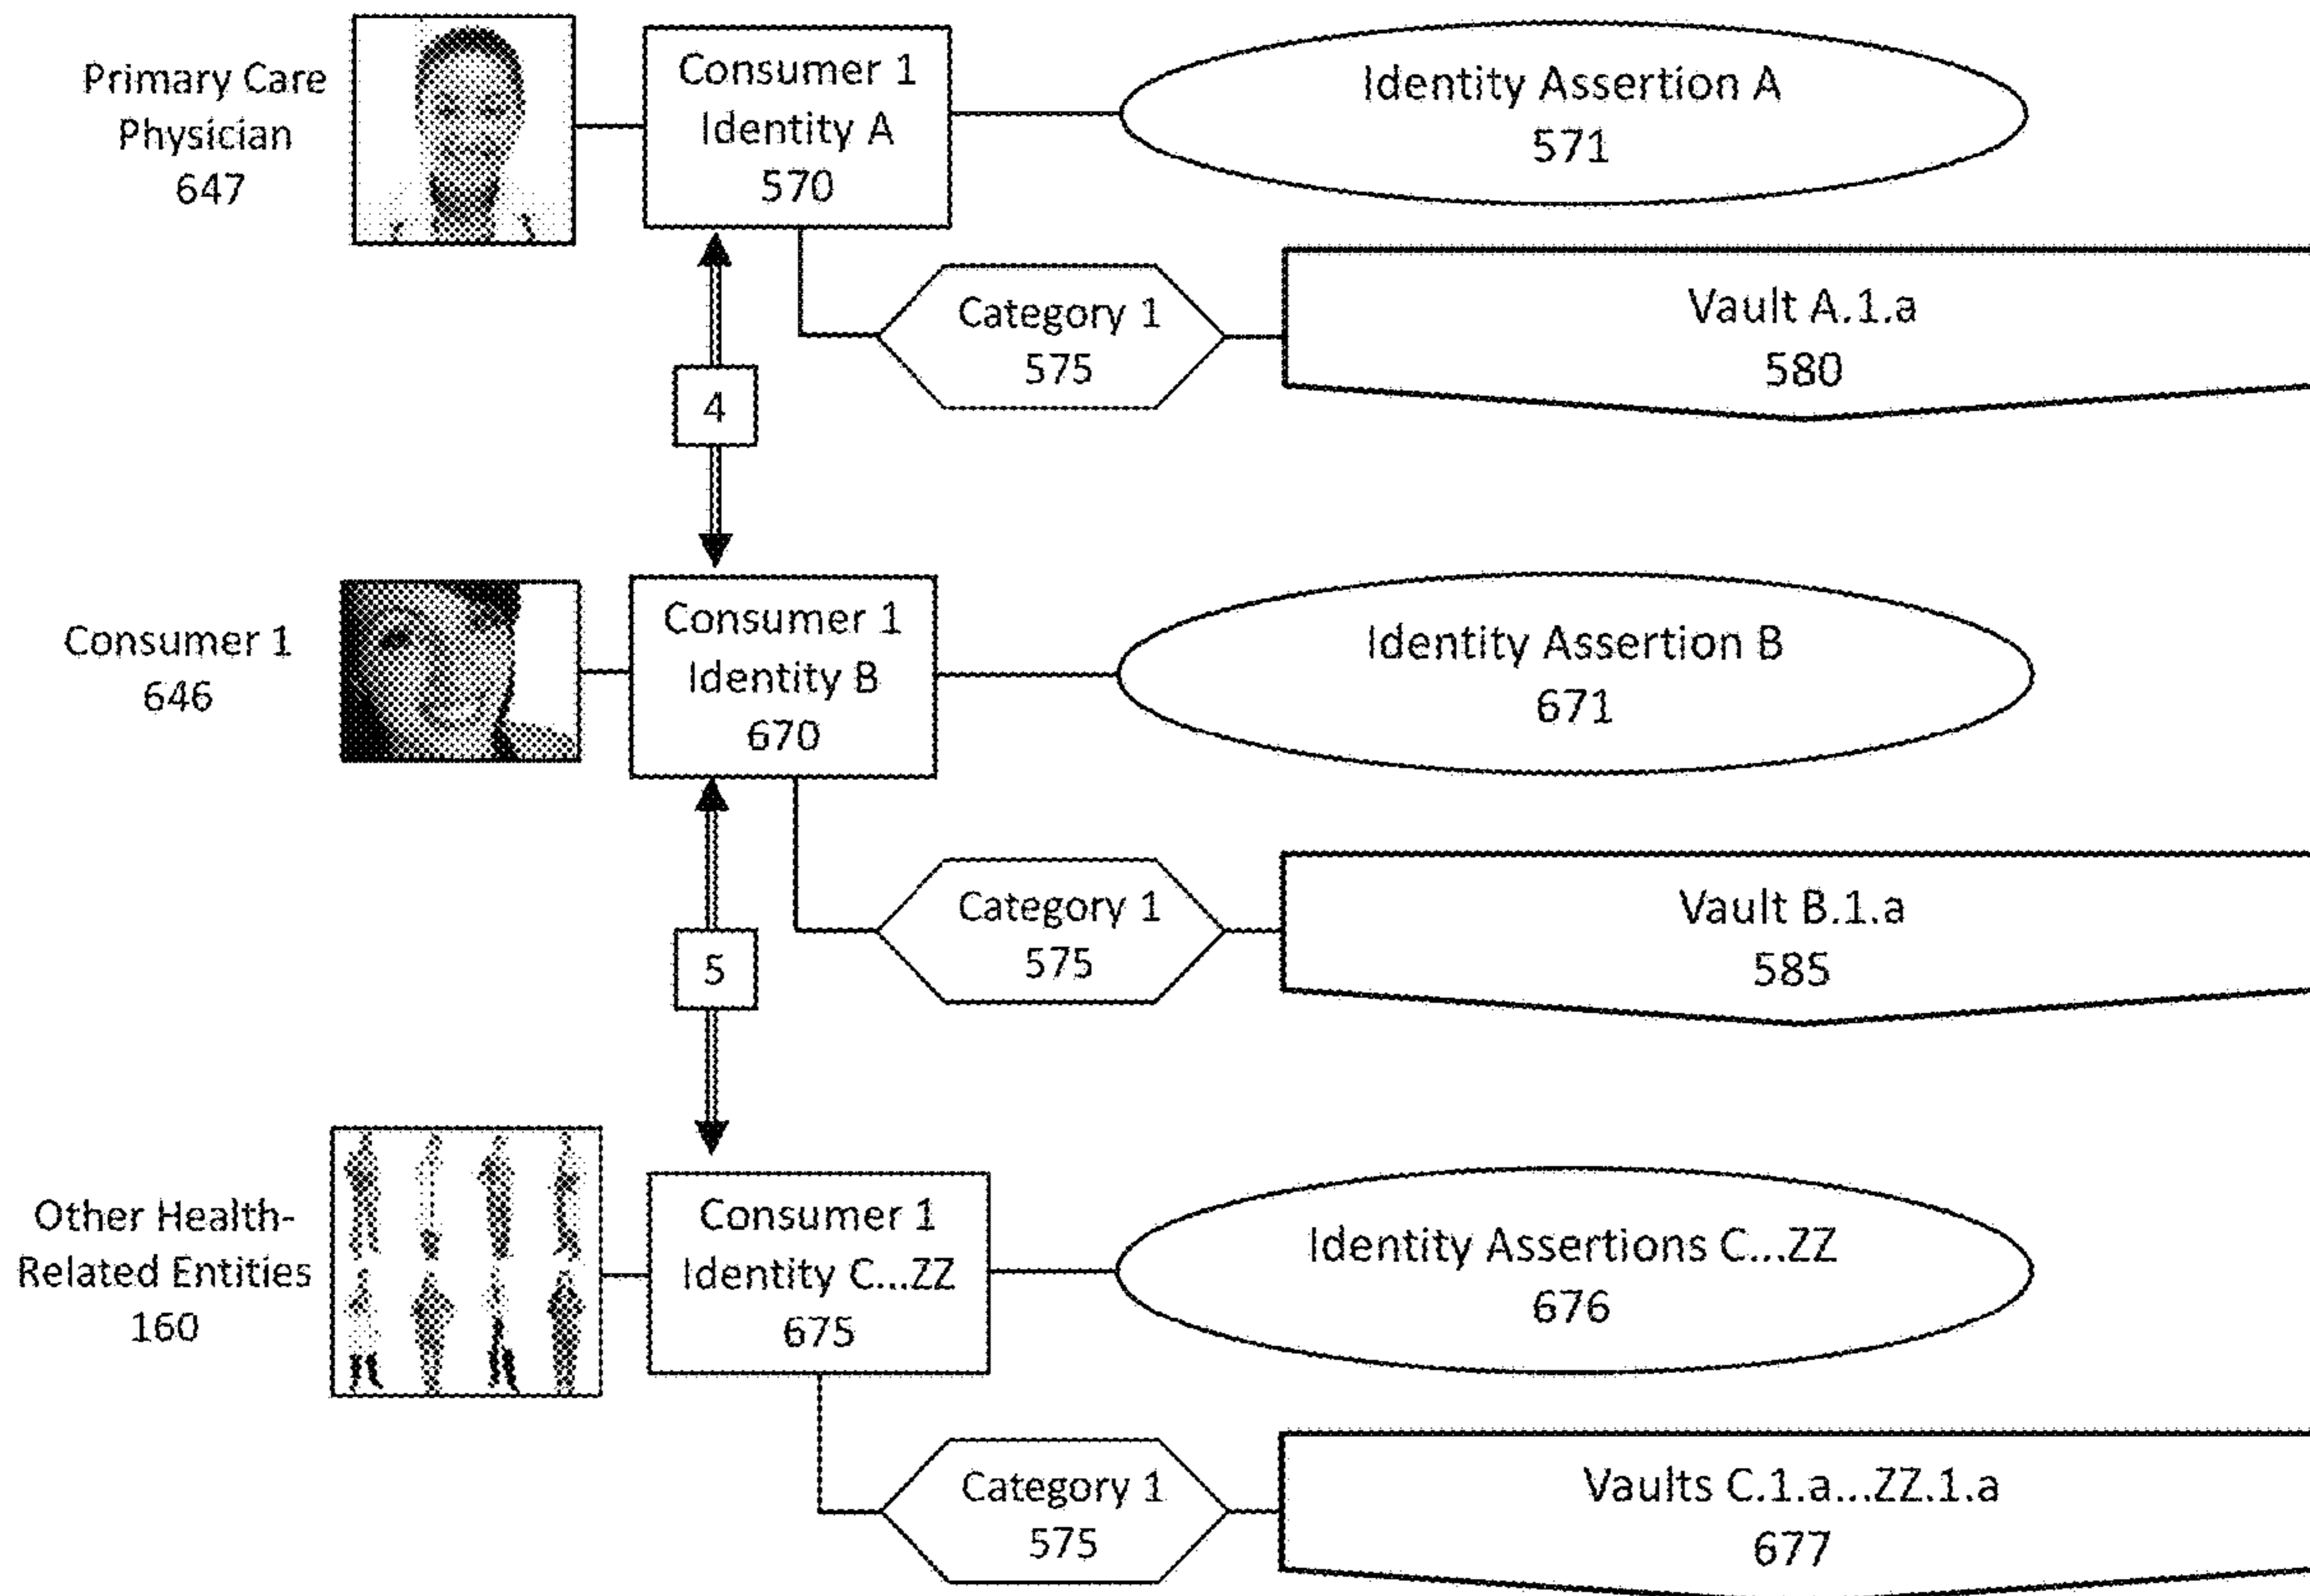 Primary Care
Physician
647
Consumer 1
Identity A
570
Identity Assertion A
571
Category 1
575
Vault A.1.a
580
4
Consumer 1
646
Consumer 1
Identity B
670
Identity Assertion B
671
Category 1
575
Vault B.1.a
585
5
Other Health-
Related Entities
160
Consumer 1
Identity C...ZZ
675
Identity Assertions C...ZZ
676
Category 1
575
Vaults C.1.a...ZZ.1.a
677